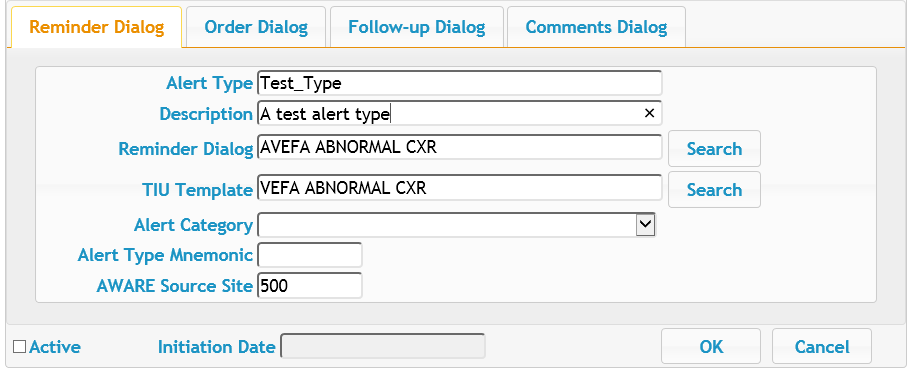 Reminder Dialog Order Dialog Follow-up Dialog Comments Dialog
Alert Type Test_Type
Description A test alert type ×
Reminder Dialog AVEFA ABNORMAL CXR Search
TIU Template VEFA ABNORMAL CXR Search
Alert Category
Alert Type Mnemonic
AWARE Source Site 500
Active Initiation Date OK Cancel